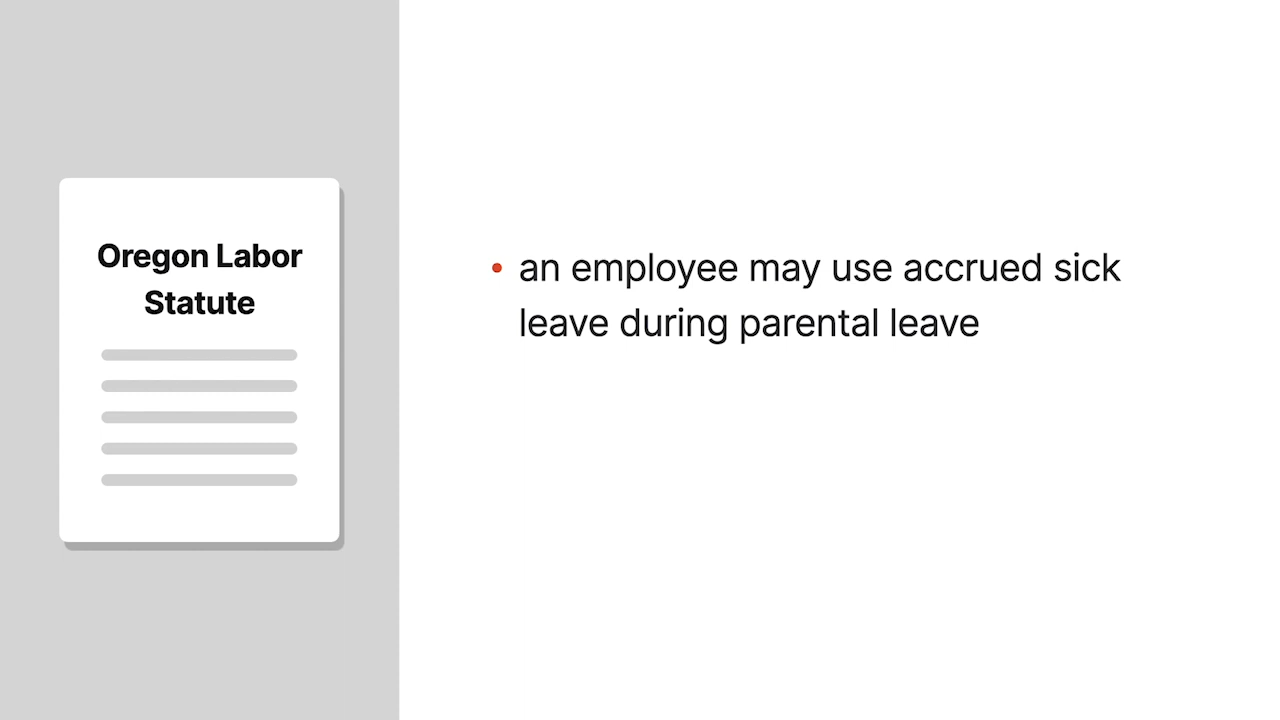 Oregon Labor
Statute
• an employee may use accrued sick
leave during parental leave